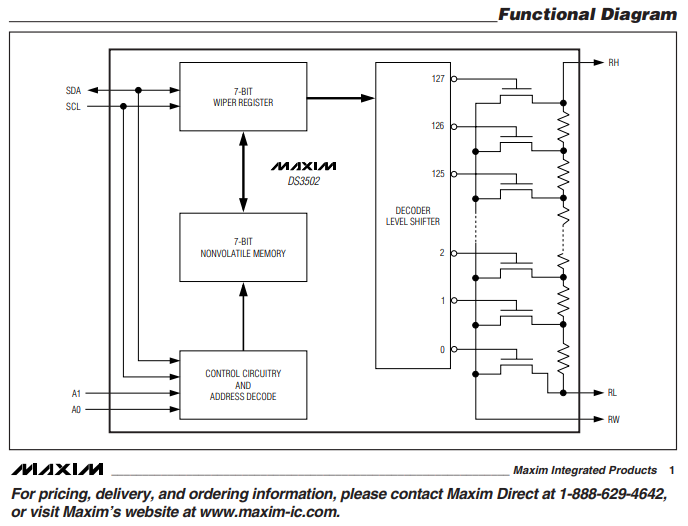 Functional Diagram
SDA
SCL
7-BIT
WIPER REGISTER
MAXIM
DS3502
7-BIT
NONVOLATILE MEMORY
CONTROL CIRCUITRY
AND
ADDRESS DECODE
A1
A0
DECODER
LEVEL SHIFTER
127
126
125
2
1
0
RH
RL
RW
MAXIM
Maxim Integrated Products 1
For pricing, delivery, and ordering information, please contact Maxim Direct at 1-888-629-4642,
or visit Maxim's website at www.maxim-ic.com.